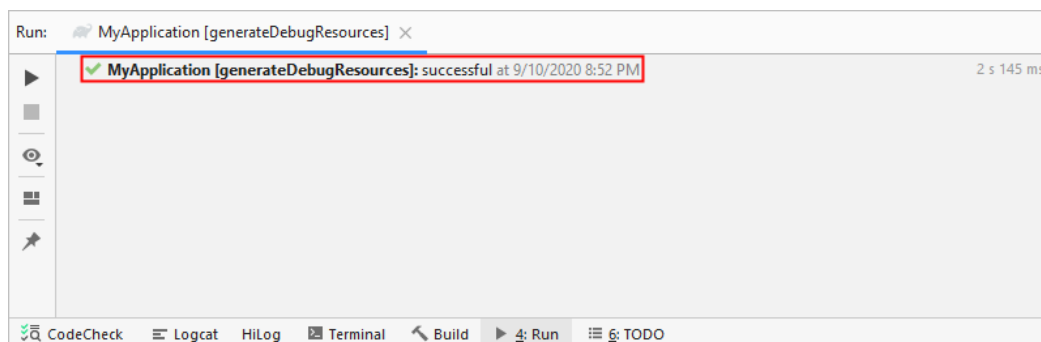 Run: MyApplication [generateDebugResources]
MyApplication [generateDebugResources]: successful at 9/10/2020 8:52 PM 2 s 145 ms
CodeCheck Logcat HiLog Terminal Build 4: Run 6: TODO